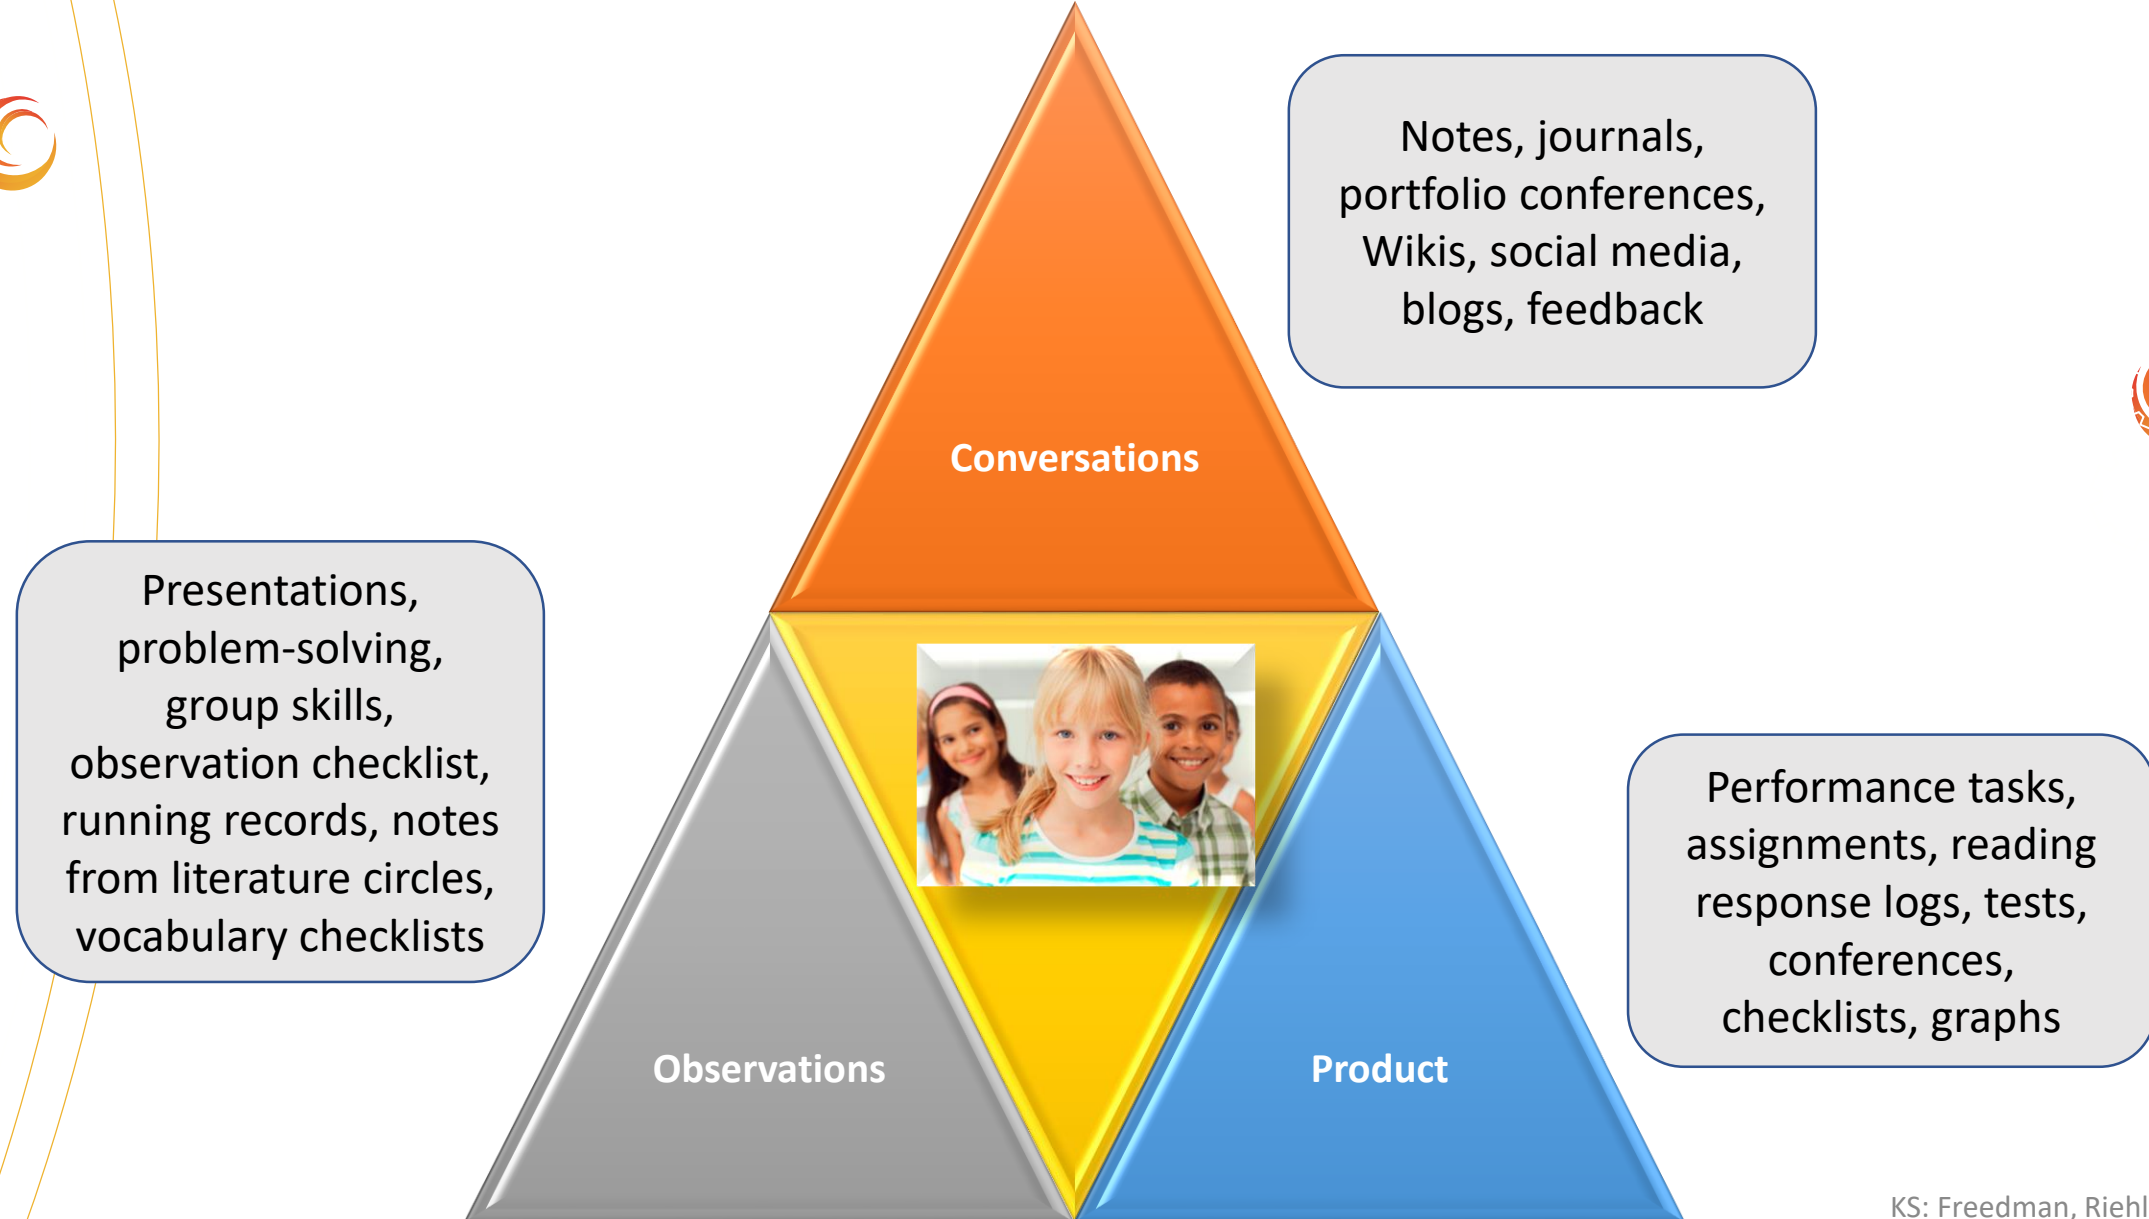 Notes, journals,
portfolio conferences,
Wikis, social media,
blogs, feedback
Conversations
Presentations,
problem-solving,
group skills,
observation checklist,
running records, notes
from literature circles,
vocabulary checklists
Performance tasks,
assignments, reading
response logs, tests,
conferences,
checklists, graphs
Observations
Product
KS: Freedman, Riehl